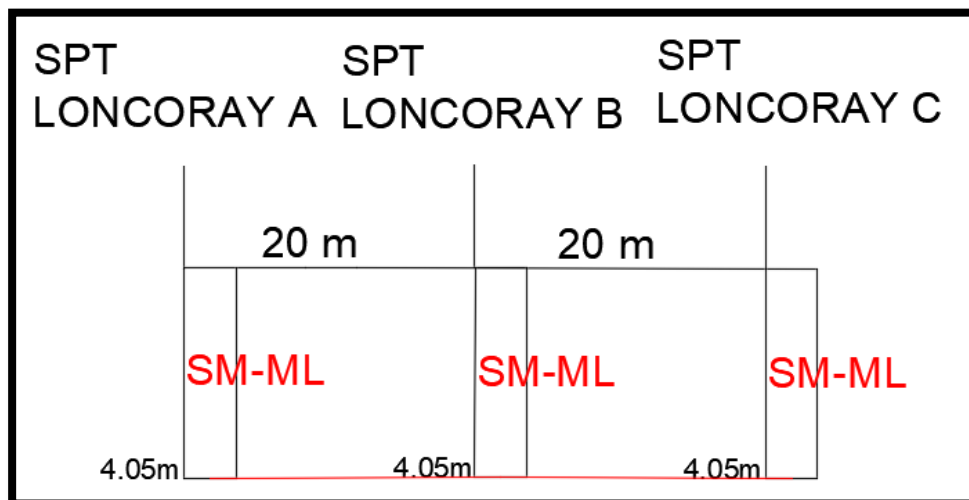 SPT
LONCORAY A
SPT
LONCORAY B
SPT
LONCORAY C
20 m
20 m
SM-ML
SM-ML
SM-ML
4.05m
4.05m
4.05m